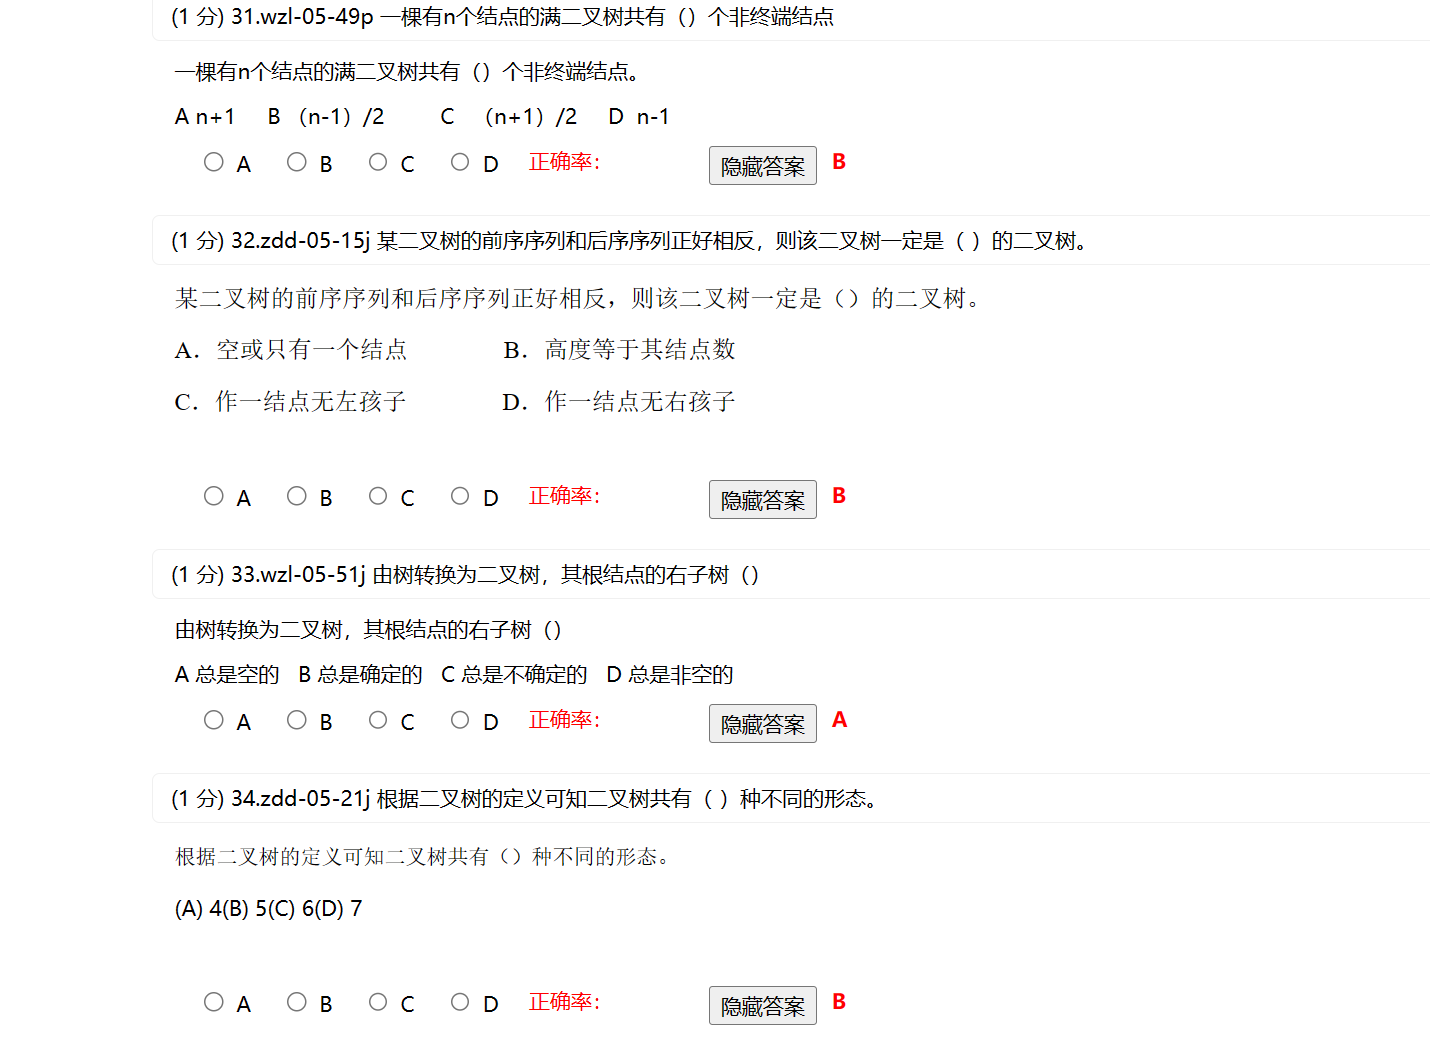 (1 分) 31.wzl-05-49p 一棵有n个结点的满二叉树共有（）个非终端结点
一棵有n个结点的满二叉树共有（）个非终端结点。
A n+1 B （n-1）/2 C （n+1）/2 D n-1
A B C D 正确率： 隐藏答案 B
(1 分) 32.zdd-05-15j 某二叉树的前序序列和后序序列正好相反，则该二叉树一定是（ ）的二叉树。
某二叉树的前序序列和后序序列正好相反，则该二叉树一定是（）的二叉树。
A．空或只有一个结点 B．高度等于其结点数
C．作一结点无左孩子 D．作一结点无右孩子
A B C D 正确率： 隐藏答案 B
(1 分) 33.wzl-05-51j 由树转换为二叉树，其根结点的右子树（）
由树转换为二叉树，其根结点的右子树（）
A 总是空的 B 总是确定的 C 总是不确定的 D 总是非空的
A B C D 正确率： 隐藏答案 A
(1 分) 34.zdd-05-21j 根据二叉树的定义可知二叉树共有（ ）种不同的形态。
根据二叉树的定义可知二叉树共有（）种不同的形态。
(A) 4(B) 5(C) 6(D) 7
A B C D 正确率： 隐藏答案 B